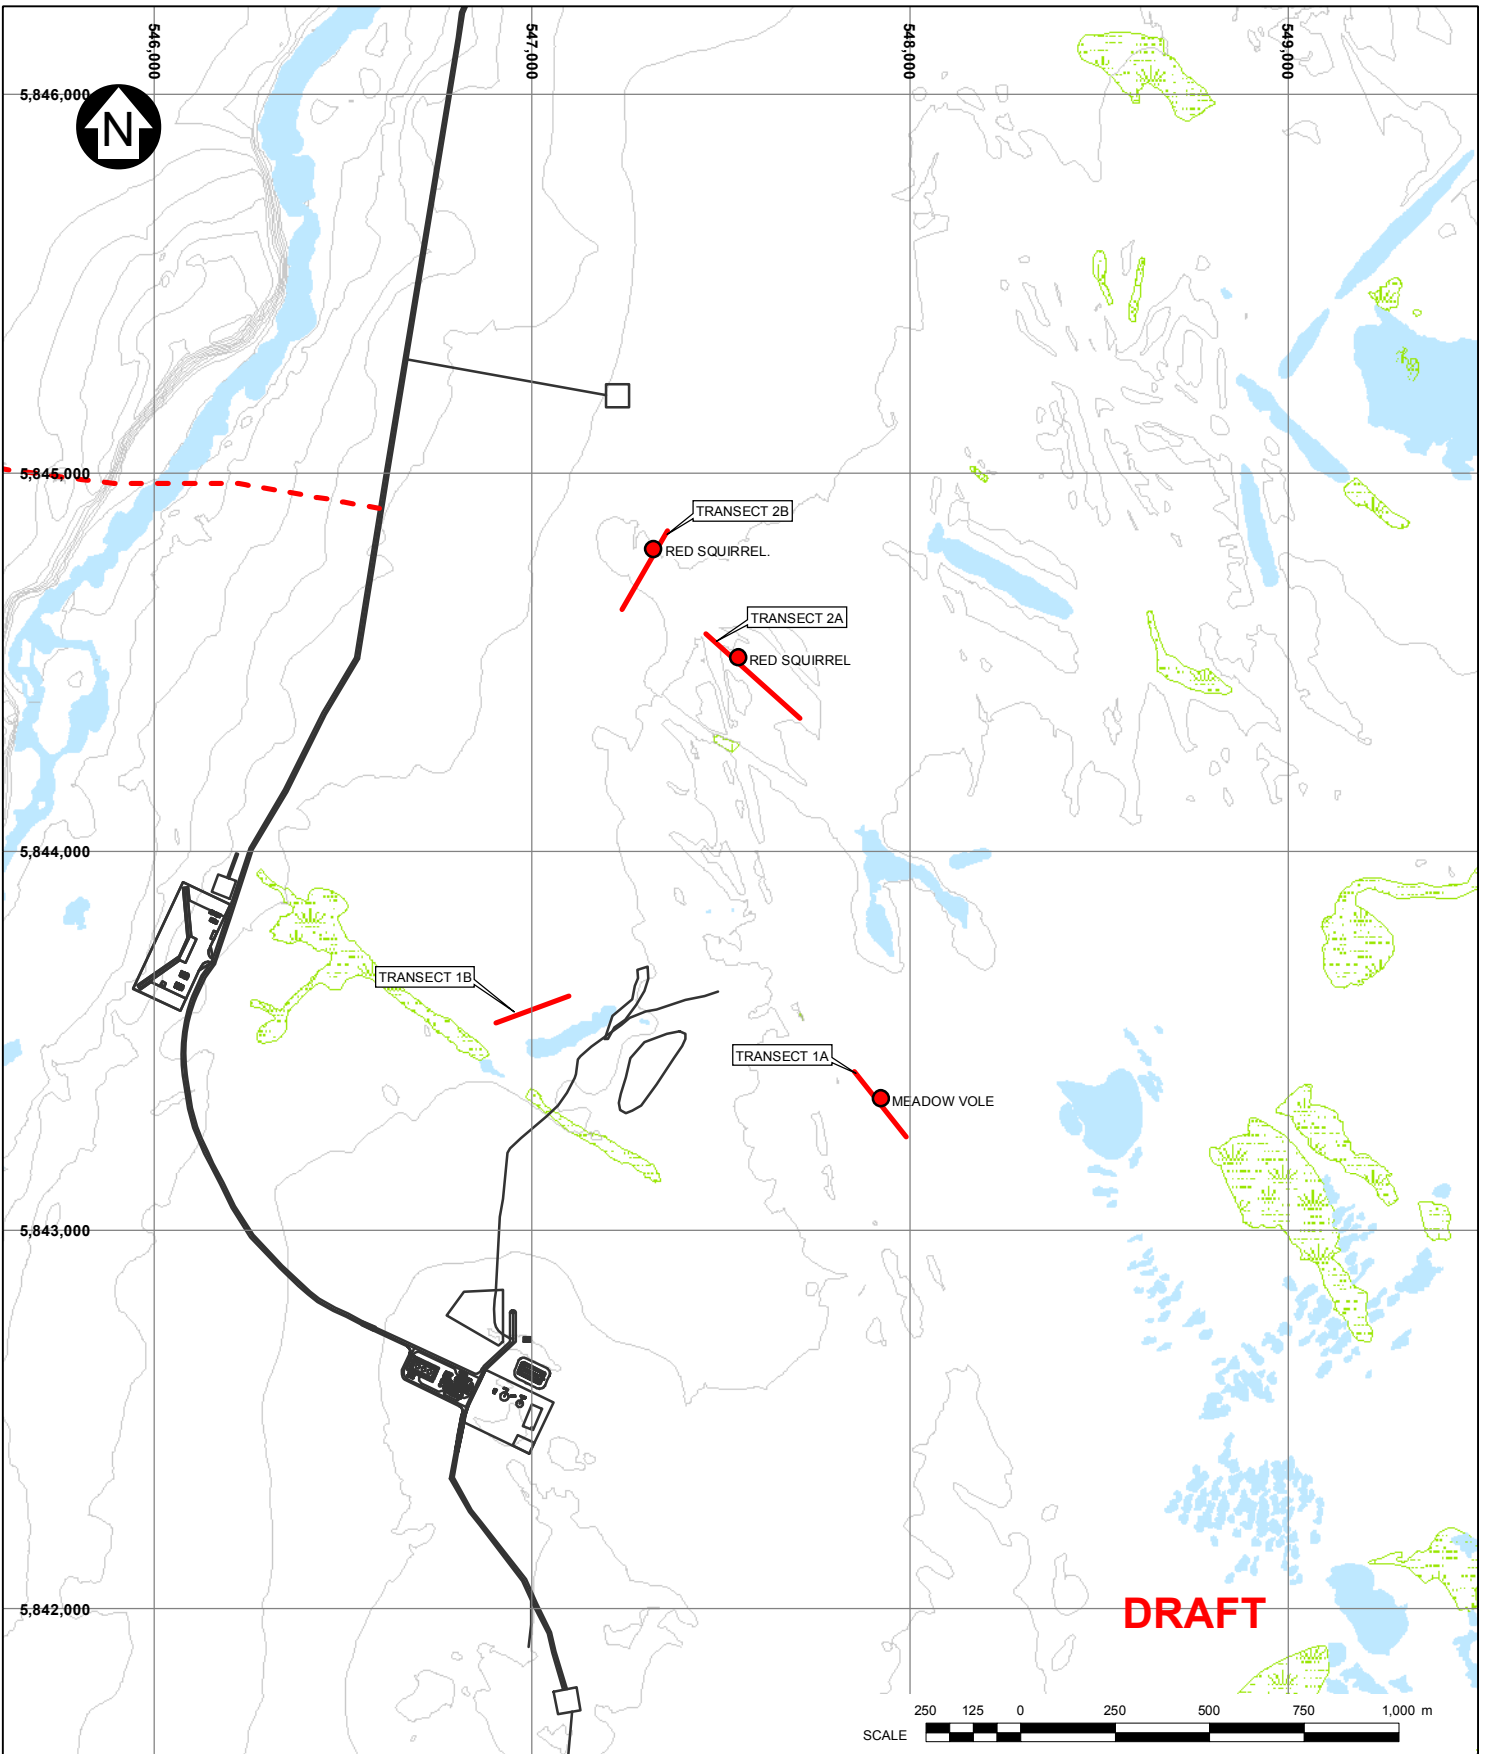 546,000
547,000
548,000
549,000
5,846,000
N
5,845,000
TRANSECT 2B
RED SQUIRREL.
TRANSECT 2A
RED SQUIRREL
5,844,000
TRANSECT 1B
TRANSECT 1A
MEADOW VOLE
5,843,000
5,842,000
DRAFT
250 125 0 250 500 750 1,000 m
SCALE